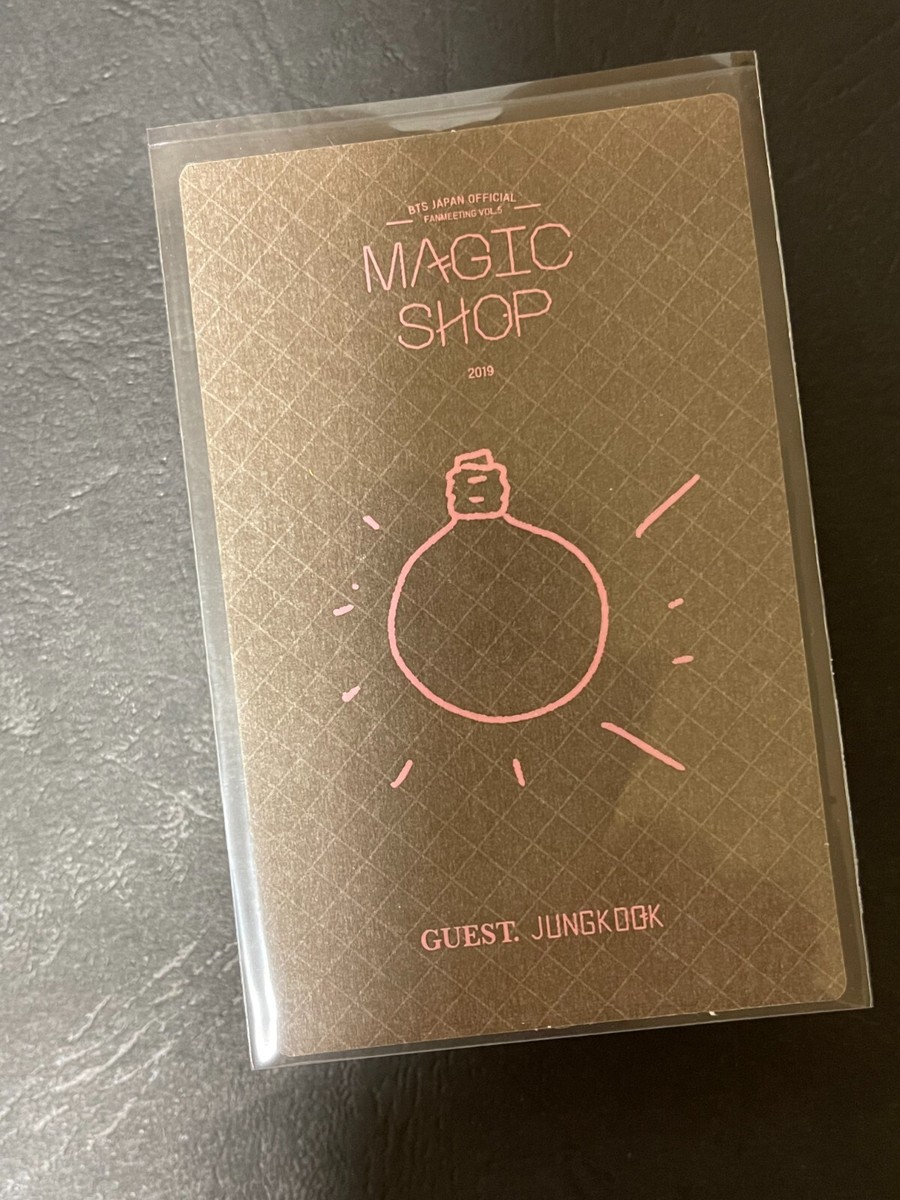 BTS JAPAN OFFICIAL
FANMEETING VOL.5
MAGIC
SHOP
2019
GUEST. JUNGKOOK